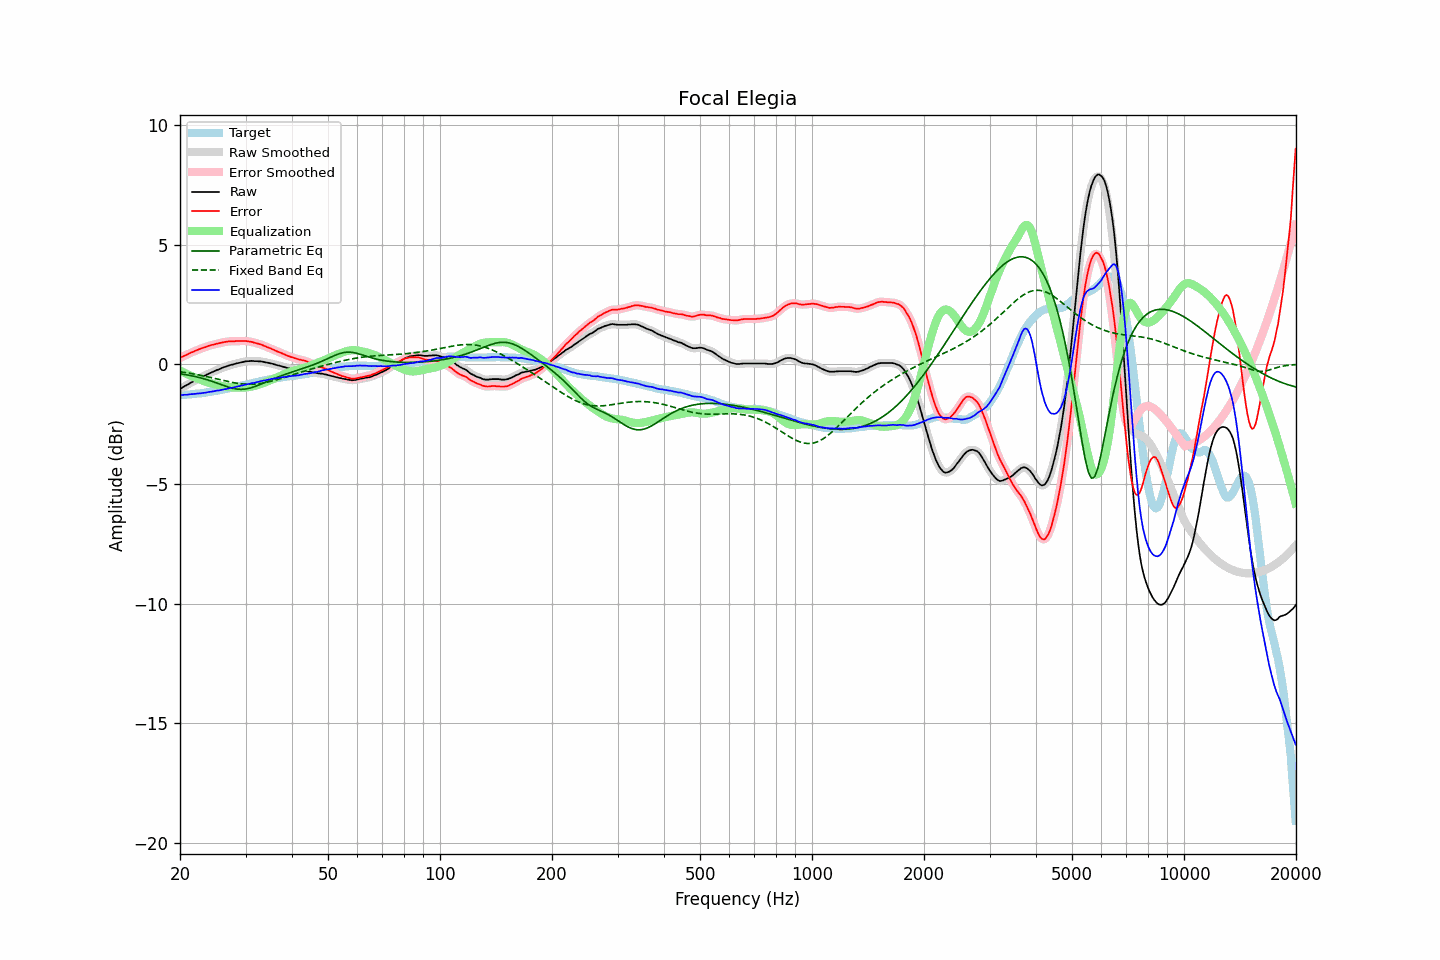 Focal Elegia
10
5
0
−5
−10
−15
−20
Amplitude (dBr)
Target
Raw Smoothed
Error Smoothed
Raw
Error
Equalization
Parametric Eq
Fixed Band Eq
Equalized
20 50 100 200 500 1000 2000 5000 10000 20000
Frequency (Hz)